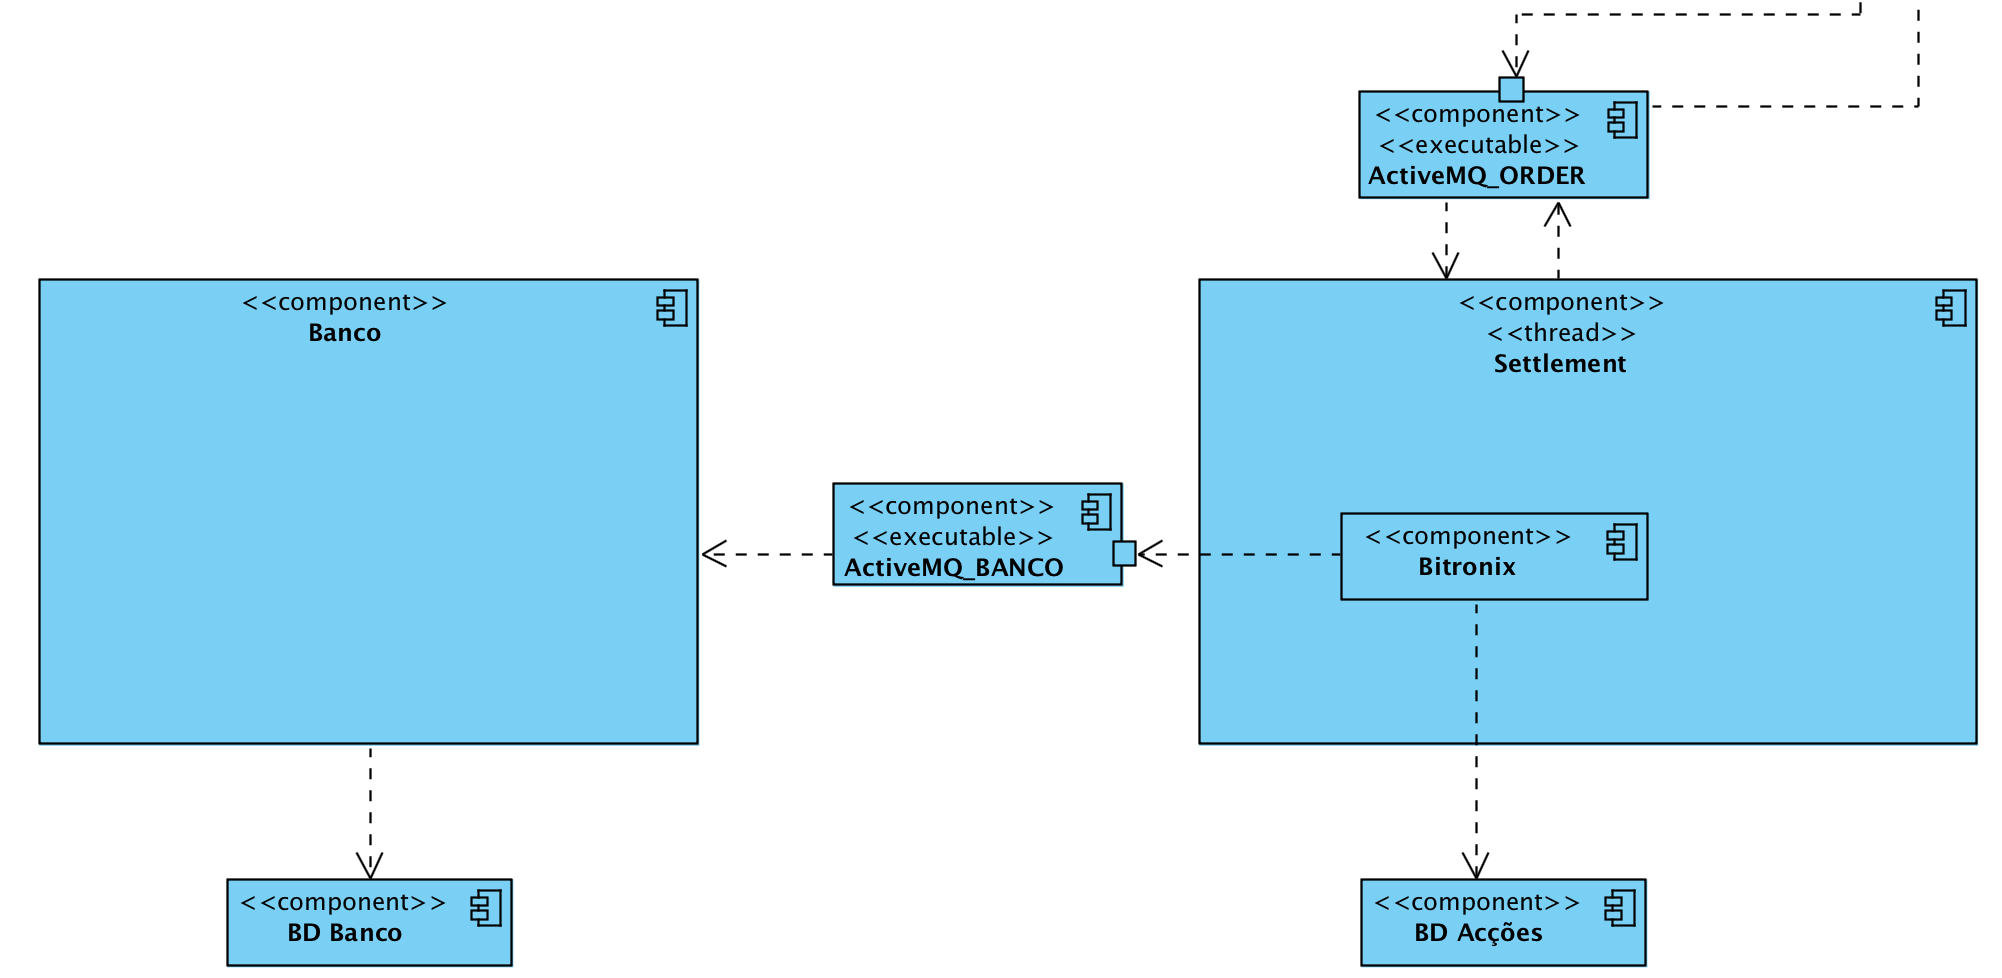 <<component>>
<<executable>>
ActiveMQ_ORDER
<<component>>
Banco
<<component>>
<<thread>>
Settlement
<<component>>
<<executable>>
ActiveMQ_BANCO
<<component>>
Bitronix
<<component>>
BD Banco
<<component>>
BD Acções